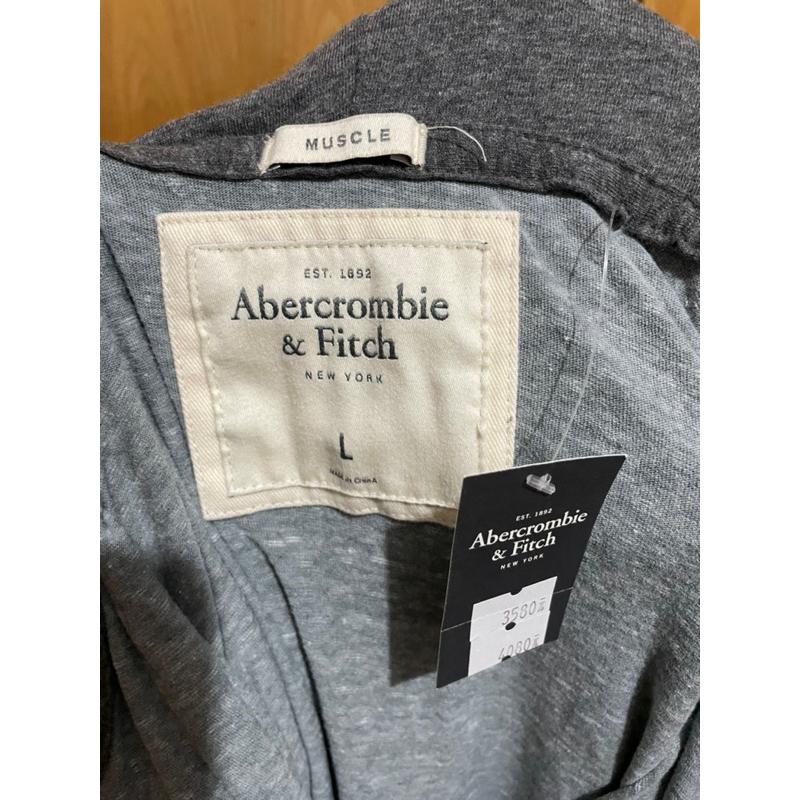 MUSCLE
EST. 1892
Abercrombie
& Fitch
NEW YORK
L
MADE IN CHINA
EST. 1892
Abercrombie
& Fitch
NEW YORK
3580
4080